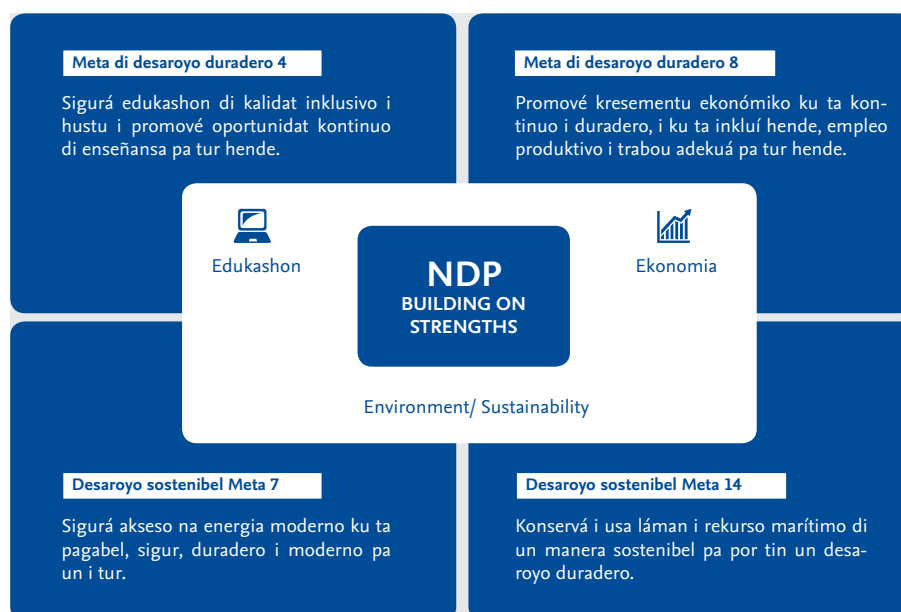 Meta di desaroyo duradero 4
Sigurá edukashon di kalidat inklusivo i
hustu i promové oportunidat kontinuo
di enseñansa pa tur hende.
Meta di desaroyo duradero 8
Promové kresementu ekonómiko ku ta kon-
tinuo i duradero, i ku ta inkluí hende, empleo
produktivo i trabou adekuá pa tur hende.
Edukashon
NDP
BUILDING ON
STRENGTHS
Ekonomia
Environment/ Sustainability
Desaroyo sostenibel Meta 7
Sigurá akseso na energia moderno ku ta
pagabel, sigur, duradero i moderno pa
un i tur.
Desaroyo sostenibel Meta 14
Konservá i usa láman i rekurso marítimo di
un manera sostenibel pa por tin un desa-
royo duradero.